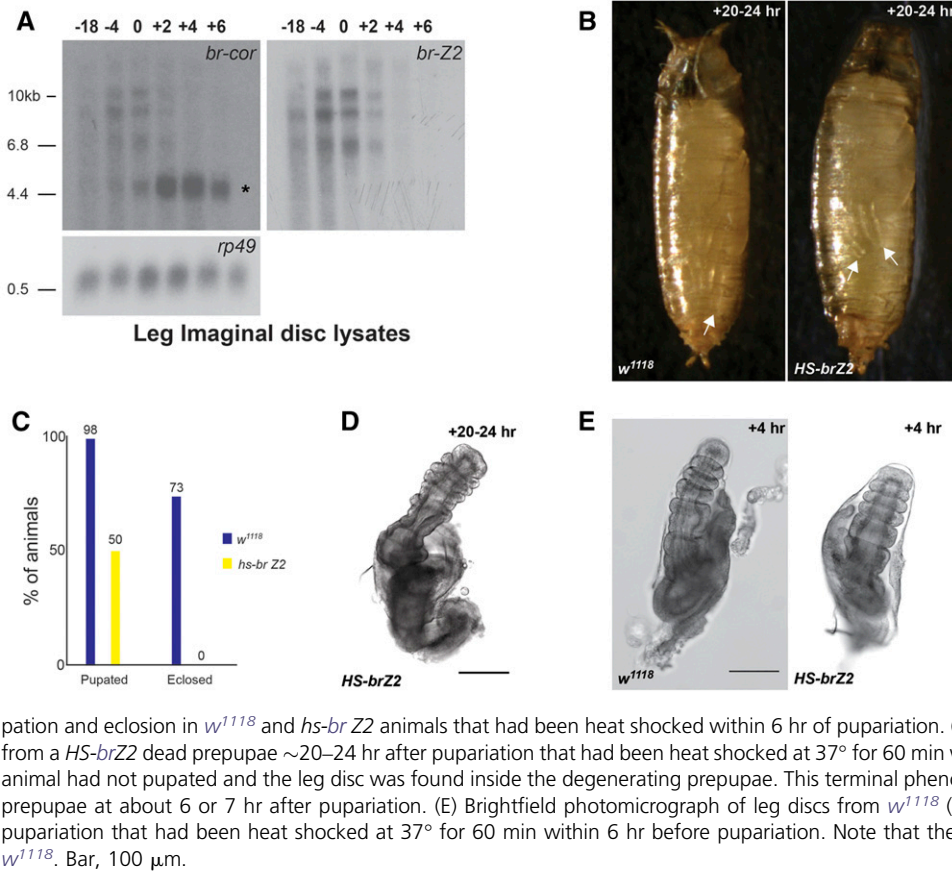 A
-18 -4 0 +2 +4 +6
br-cor
10kb
6.8
4.4
*
-18 -4 0 +2 +4 +6
br-Z2
rp49
0.5
Leg Imaginal disc lysates
B
+20-24 hr
w1118
+20-24 hr
HS-brZ2
C
% of animals
100
50
0
98
50
73
0
Pupated Eclosed
w1118
hs-br Z2
D
+20-24 hr
HS-brZ2
E
+4 hr
w1118
+4 hr
HS-brZ2
pation and eclosion in w1118 and hs-br Z2 animals that had been heat shocked within 6 hr of pupariation.
from a HS-brZ2 dead prepupae ∼20–24 hr after pupariation that had been heat shocked at 37° for 60 min
animal had not pupated and the leg disc was found inside the degenerating prepupae. This terminal
prepupae at about 6 or 7 hr after pupariation. (E) Brightfield photomicrograph of leg discs from w1118
pupariation that had been heat shocked at 37° for 60 min within 6 hr before pupariation. Note that
w1118. Bar, 100 μm.